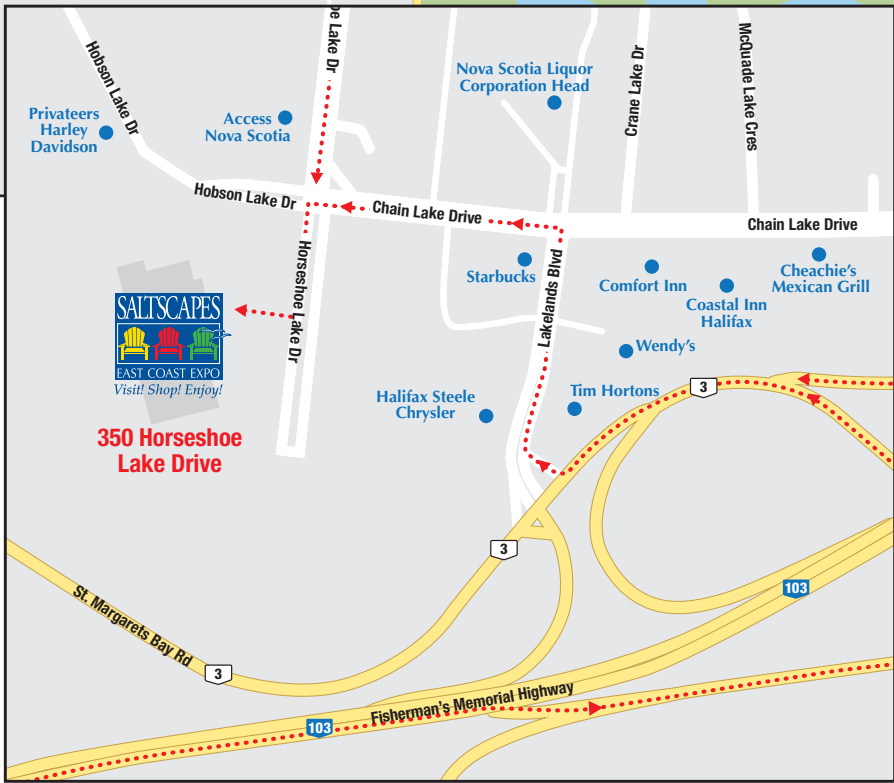 oe Lake Dr
Hobson Lake Dr
Privateers
Harley
Davidson
Access
Nova Scotia
Nova Scotia Liquor
Corporation Head
Crane Lake Dr
McQuade Lake Cres
Hobson Lake Dr
Chain Lake Drive
Chain Lake Drive
Horseshoe Lake Dr
Lakelands Blvd
Starbucks
Comfort Inn
Coastal Inn
Halifax
Cheachie's
Mexican Grill
SALTSCAPES
EAST COAST EXPO
Visit! Shop! Enjoy!
350 Horseshoe
Lake Drive
Wendy's
Tim Hortons
3
Halifax Steele
Chrysler
3
103
St. Margarets Bay Rd
3
Fisherman's Memorial Highway
103